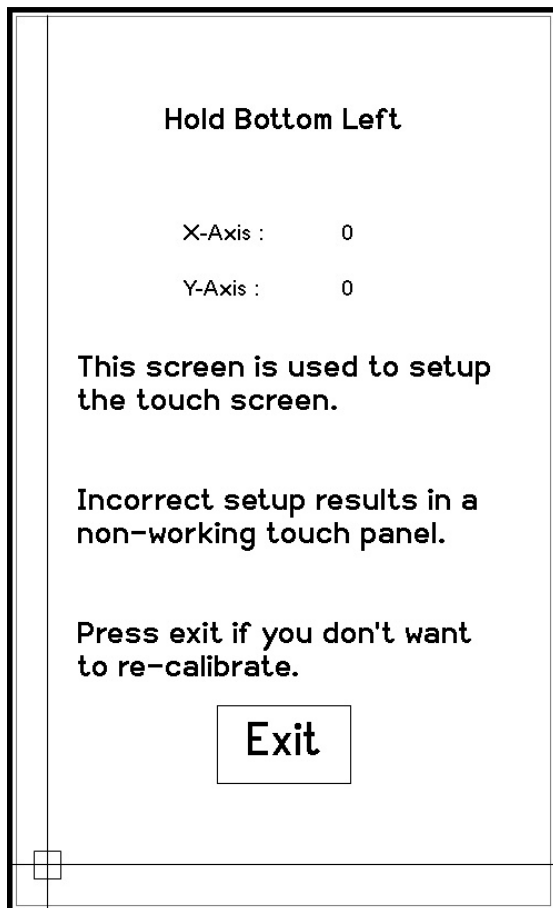 Hold Bottom Left
X-Axis : 0
Y-Axis : 0
This screen is used to setup
the touch screen.
Incorrect setup results in a
non-working touch panel.
Press exit if you don't want
to re-calibrate.
Exit